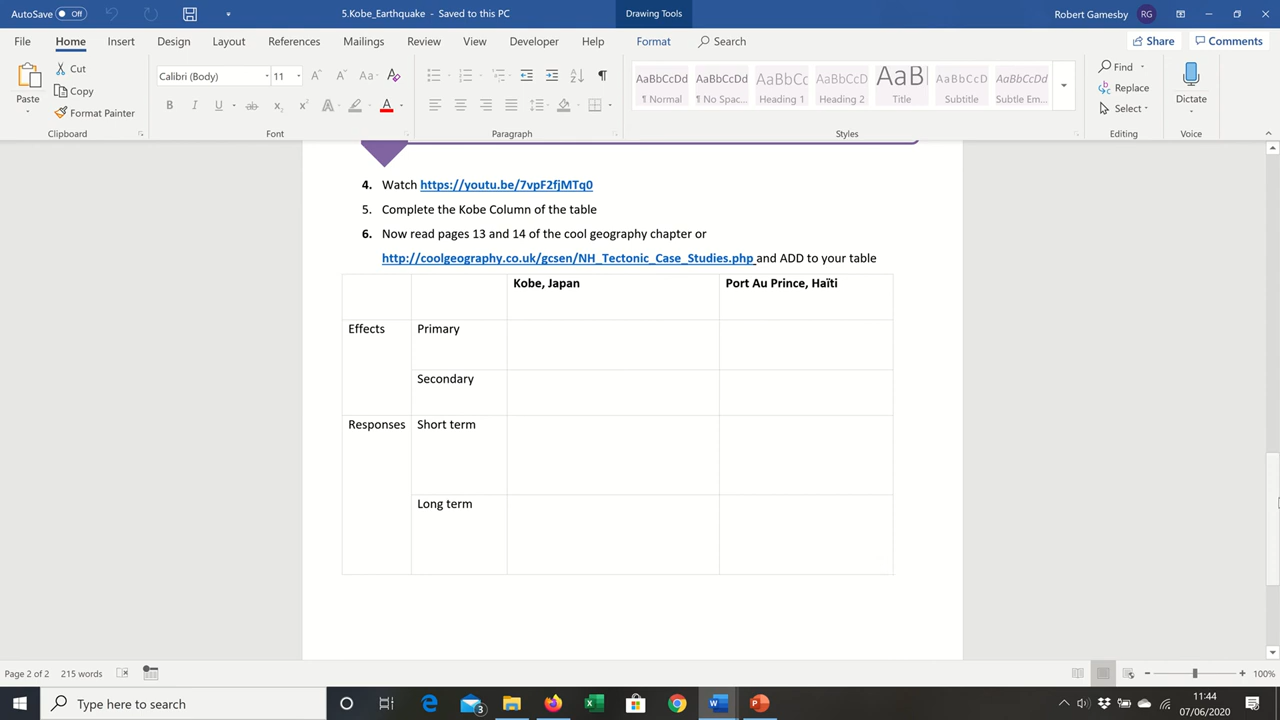 AutoSave Off 5.Kobe_Earthquake - Saved to this PC Drawing Tools Robert Gamesby RG
File Home Insert Design Layout References Mailings Review View Developer Help Format Search Share Comments
Paste Cut Copy Format Painter Clipboard
Calibri (Body) 11 Font
Paragraph
AaBbCcDd AaBbCcDd AaBbCc AaBbCcD AaB AaBbCcD AaBbCcDd
¶ Normal ¶ No Spac... Heading 1 Heading 2 Title Subtitle Subtle Em...
Styles
Find Replace Select Editing
Dictate Voice
4. Watch https://youtu.be/7vpF2fjMTq0
5. Complete the Kobe Column of the table
6. Now read pages 13 and 14 of the cool geography chapter or
http://coolgeography.co.uk/gcsen/NH_Tectonic_Case_Studies.php and ADD to your table
Kobe, Japan Port Au Prince, Haïti
Effects Primary
Secondary
Responses Short term
Long term
Page 2 of 2 215 words 100%
Type here to search 3 11:44
07/06/2020